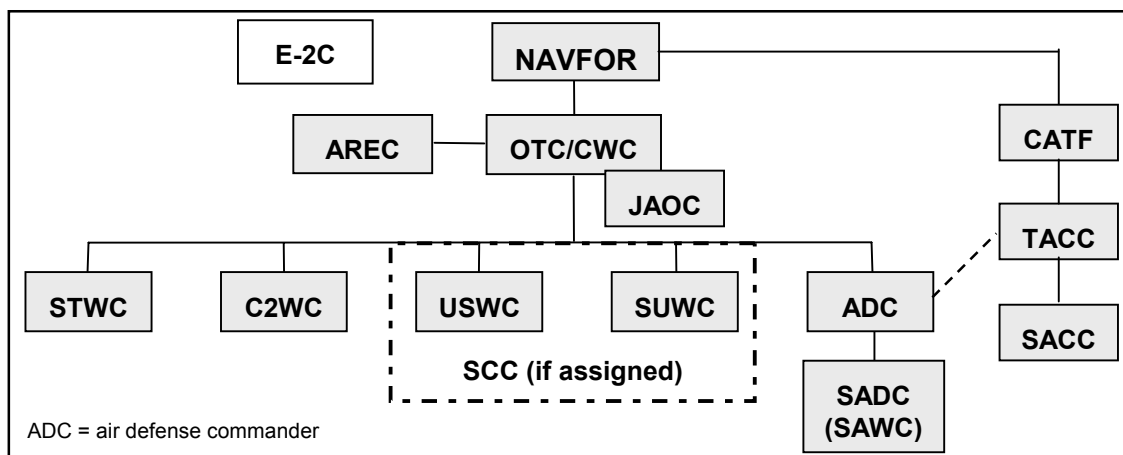 E-2C
NAVFOR
AREC
OTC/CWC
CATF
JAOC
TACC
STWC
C2WC
USWC
SUWC
ADC
SACC
SCC (if assigned)
SADC
(SAWC)
ADC = air defense commander